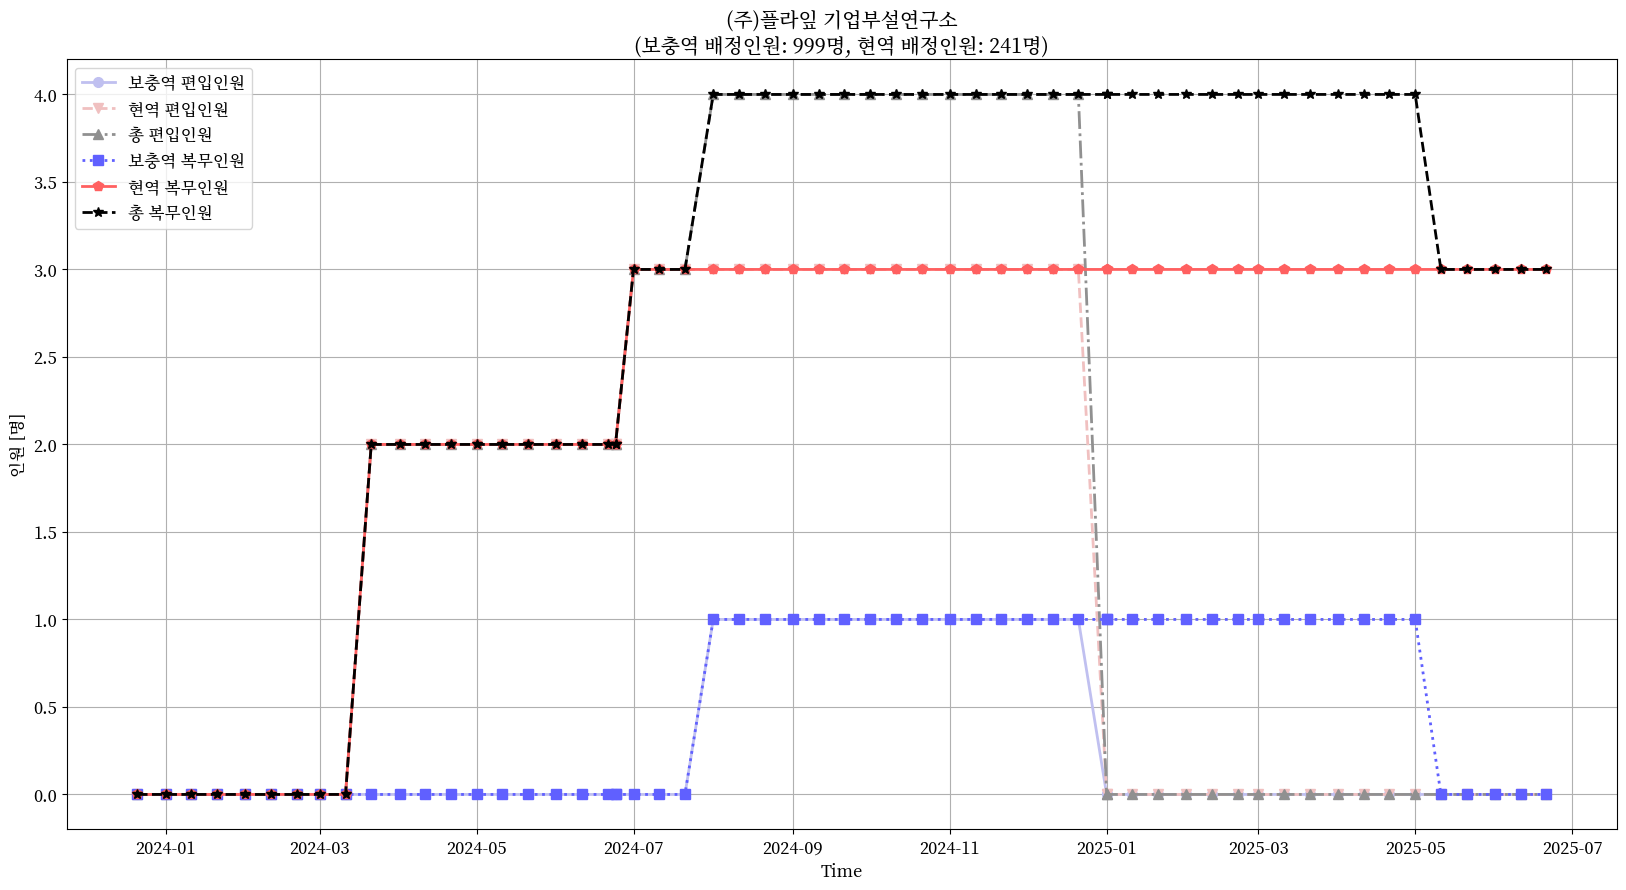 (주)플라잎 기업부설연구소
(보충역 배정인원: 999명, 현역 배정인원: 241명)
보충역 편입인원
현역 편입인원
총 편입인원
보충역 복무인원
현역 복무인원
총 복무인원
4.0
3.5
3.0
2.5
2.0
1.5
1.0
0.5
0.0
인원 [명]
2024-01
2024-03
2024-05
2024-07
2024-09
2024-11
2025-01
2025-03
2025-05
2025-07
Time